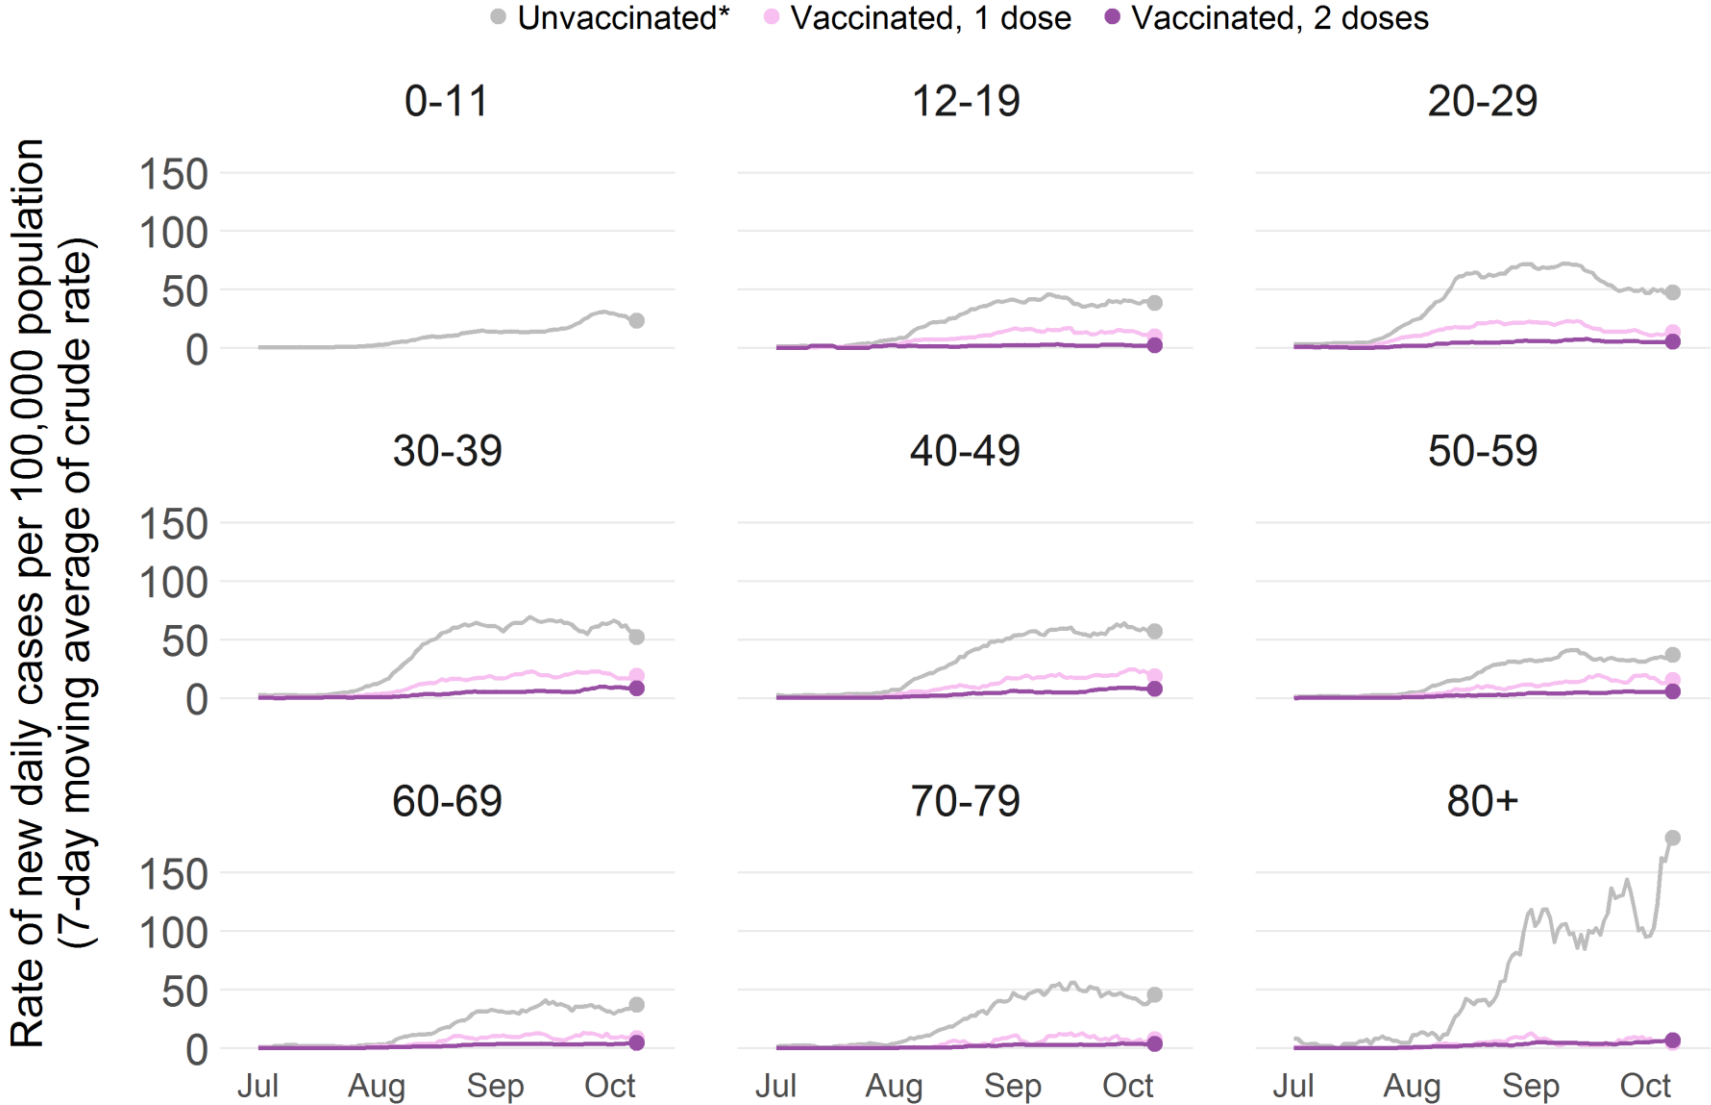 Unvaccinated* Vaccinated, 1 dose Vaccinated, 2 doses
Rate of new daily cases per 100,000 population
(7-day moving average of crude rate)
0-11 12-19 20-29
150
100
50
0
30-39 40-49 50-59
150
100
50
0
60-69 70-79 80+
150
100
50
0
Jul Aug Sep Oct Jul Aug Sep Oct Jul Aug Sep Oct